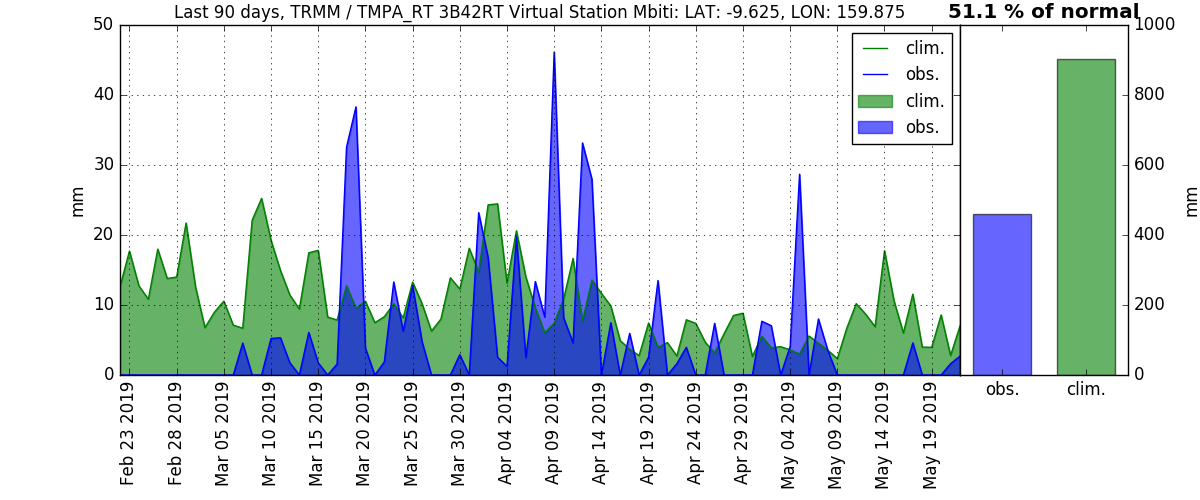 Last 90 days, TRMM / TMPA_RT 3B42RT Virtual Station Mbiti: LAT: -9.625, LON: 159.875
51.1 % of normal
50
40
30
20
10
0
mm
clim.
obs.
clim.
obs.
1000
800
600
400
200
0
mm
Feb 23 2019
Feb 28 2019
Mar 05 2019
Mar 10 2019
Mar 15 2019
Mar 20 2019
Mar 25 2019
Mar 30 2019
Apr 04 2019
Apr 09 2019
Apr 14 2019
Apr 19 2019
Apr 24 2019
Apr 29 2019
May 04 2019
May 09 2019
May 14 2019
May 19 2019
obs.
clim.